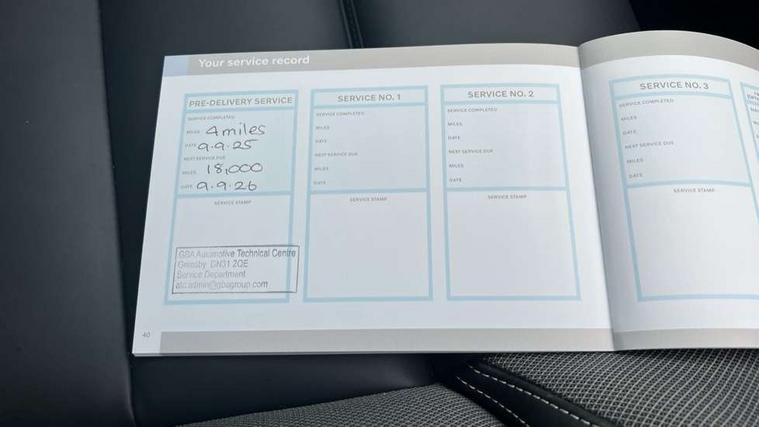 Your service record
PRE-DELIVERY SERVICE
SERVICE COMPLETED
MILES 4 miles
DATE 9.9.25
NEXT SERVICE DUE
MILES 18,000
DATE 9.9.26
SERVICE STAMP
GBA Automotive Technical Centre
Grimsby DN31 2QE
Service Department
atc.admin@gbagroup.com
SERVICE NO. 1
SERVICE COMPLETED
MILES
DATE
NEXT SERVICE DUE
MILES
DATE
SERVICE STAMP
SERVICE NO. 2
SERVICE COMPLETED
MILES
DATE
NEXT SERVICE DUE
MILES
DATE
SERVICE STAMP
SERVICE NO. 3
SERVICE COMPLETED
MILES
DATE
NEXT SERVICE DUE
MILES
DATE
SERVICE STAMP
40